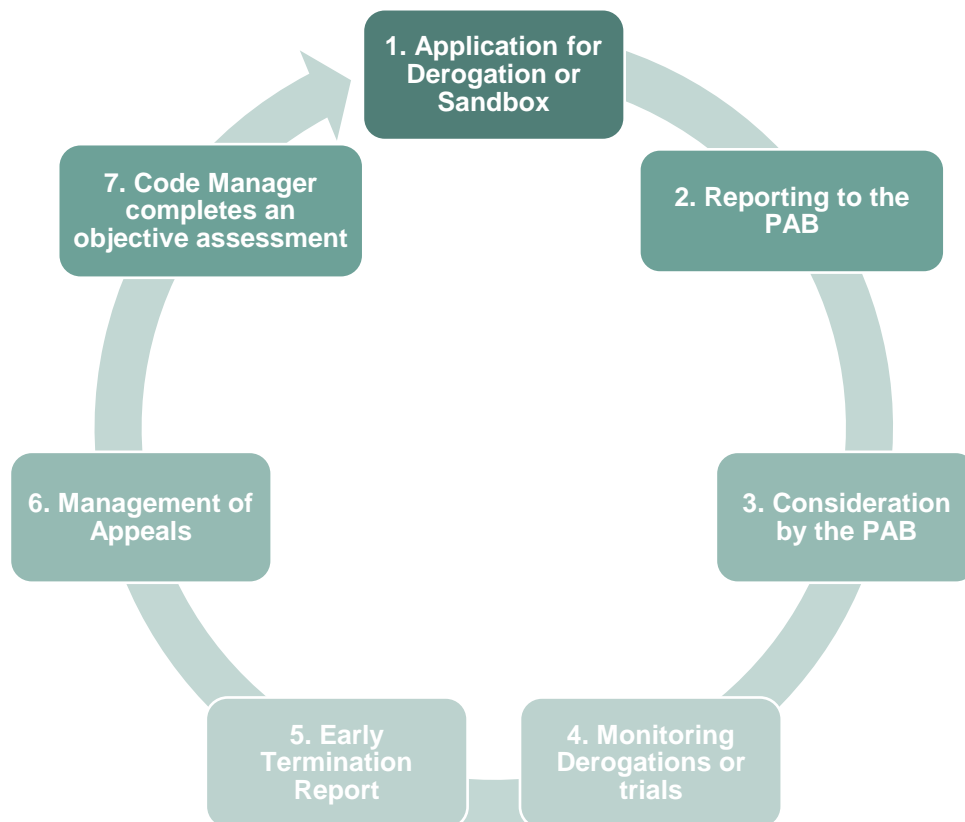 1. Application for
Derogation or
Sandbox
2. Reporting to the
PAB
3. Consideration
by the PAB
4. Monitoring
Derogations or
trials
5. Early
Termination
Report
6. Management of
Appeals
7. Code Manager
completes an
objective assessment